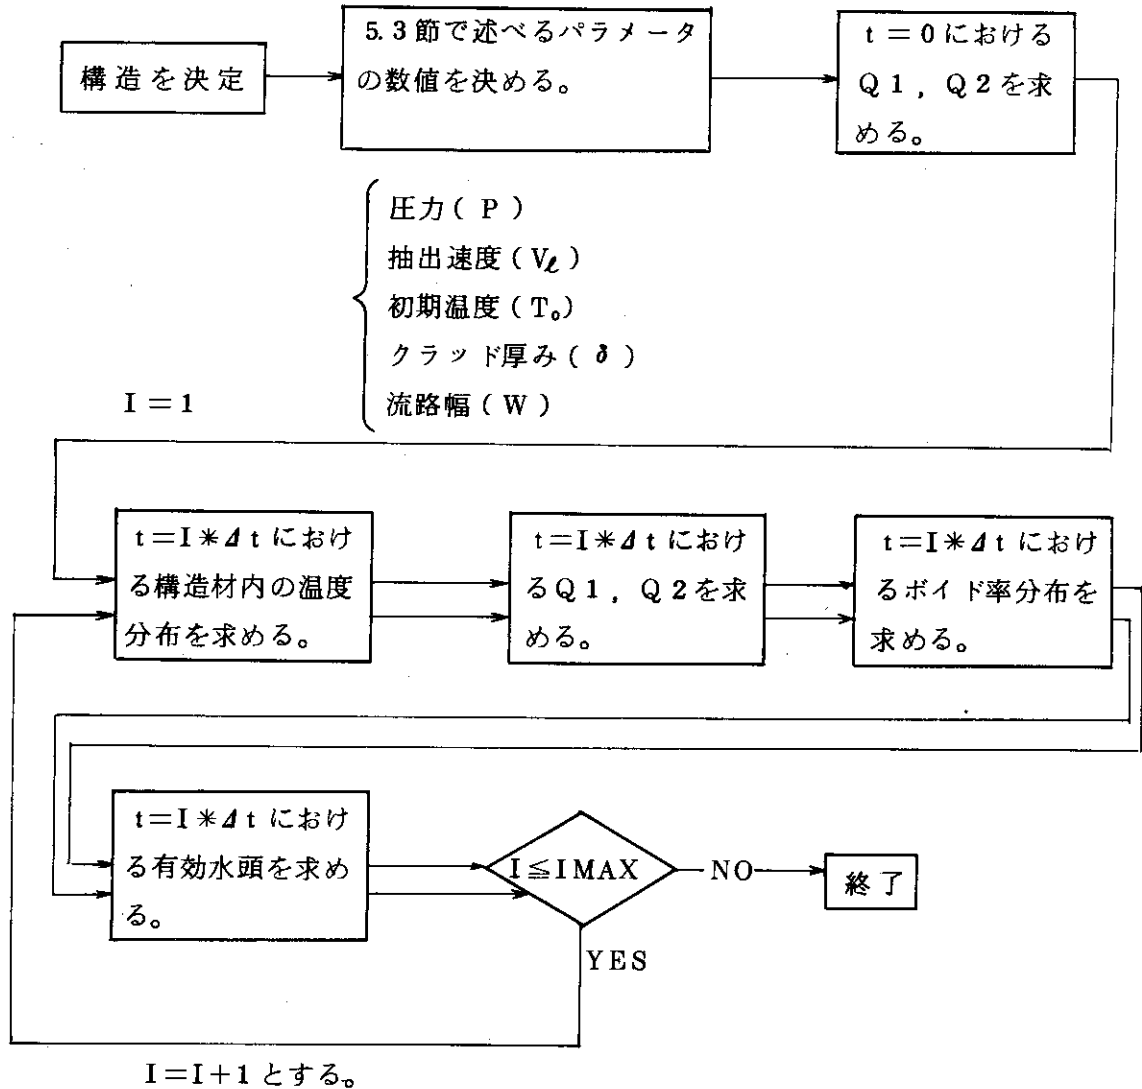 構造を決定
5.3節で述べるパラメータ
の数値を決める。
t=0における
Q1,Q2を求
める。
圧力(P)
抽出速度(Vℓ)
初期温度(T₀)
クラッド厚み(δ)
流路幅(W)
I=1
t=I*Δtにおけ
る構造材内の温度
分布を求める。
t=I*Δtにおけ
るQ1,Q2を求
める。
t=I*Δtにおけ
るボイド率分布を
求める。
t=I*Δtにおけ
る有効水頭を求め
る。
I≦IMAX
NO
終了
YES
I=I+1とする。